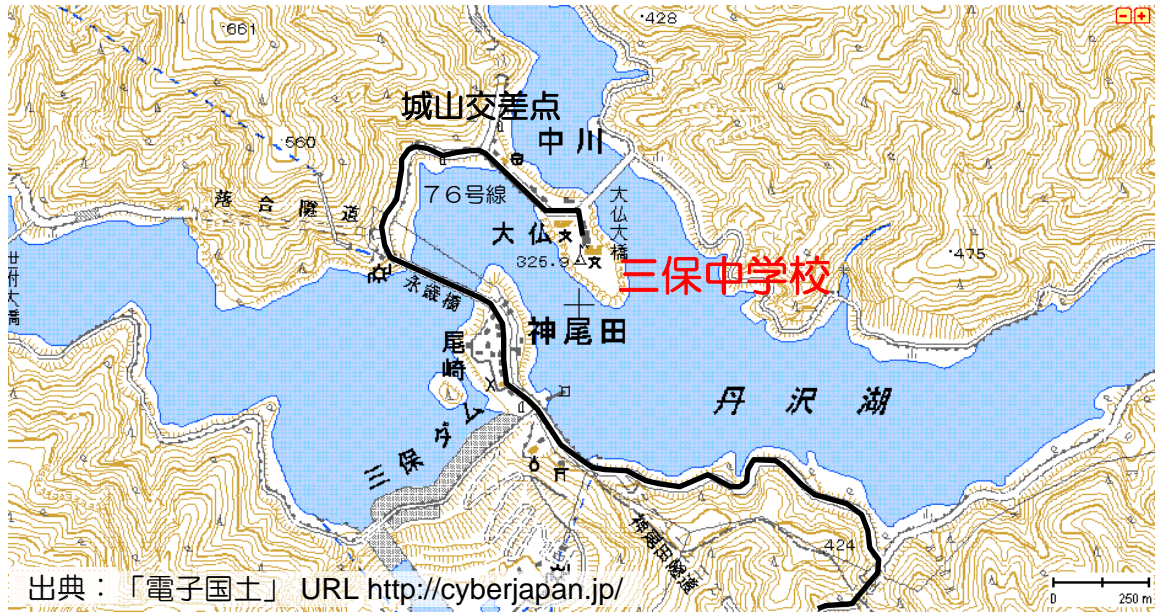 428
661
城山交差点
中川
560
76号線
落合隧道
大仏大橋
大仏
325.9
三保中学校
475
世附大橋
永歳橋
神尾田
尾崎
丹沢湖
三保ダム
神尾田隧道
424
出典：「電子国土」 URL http://cyberjapan.jp/
0 250 m